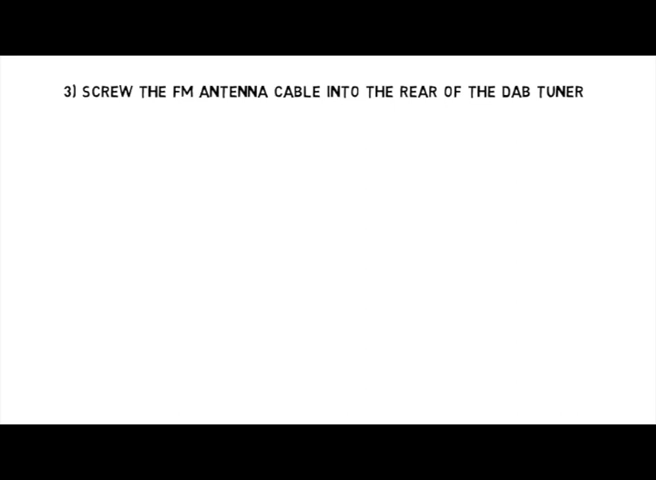 3) SCREW THE FM ANTENNA CABLE INTO THE REAR OF THE DAB TUNER